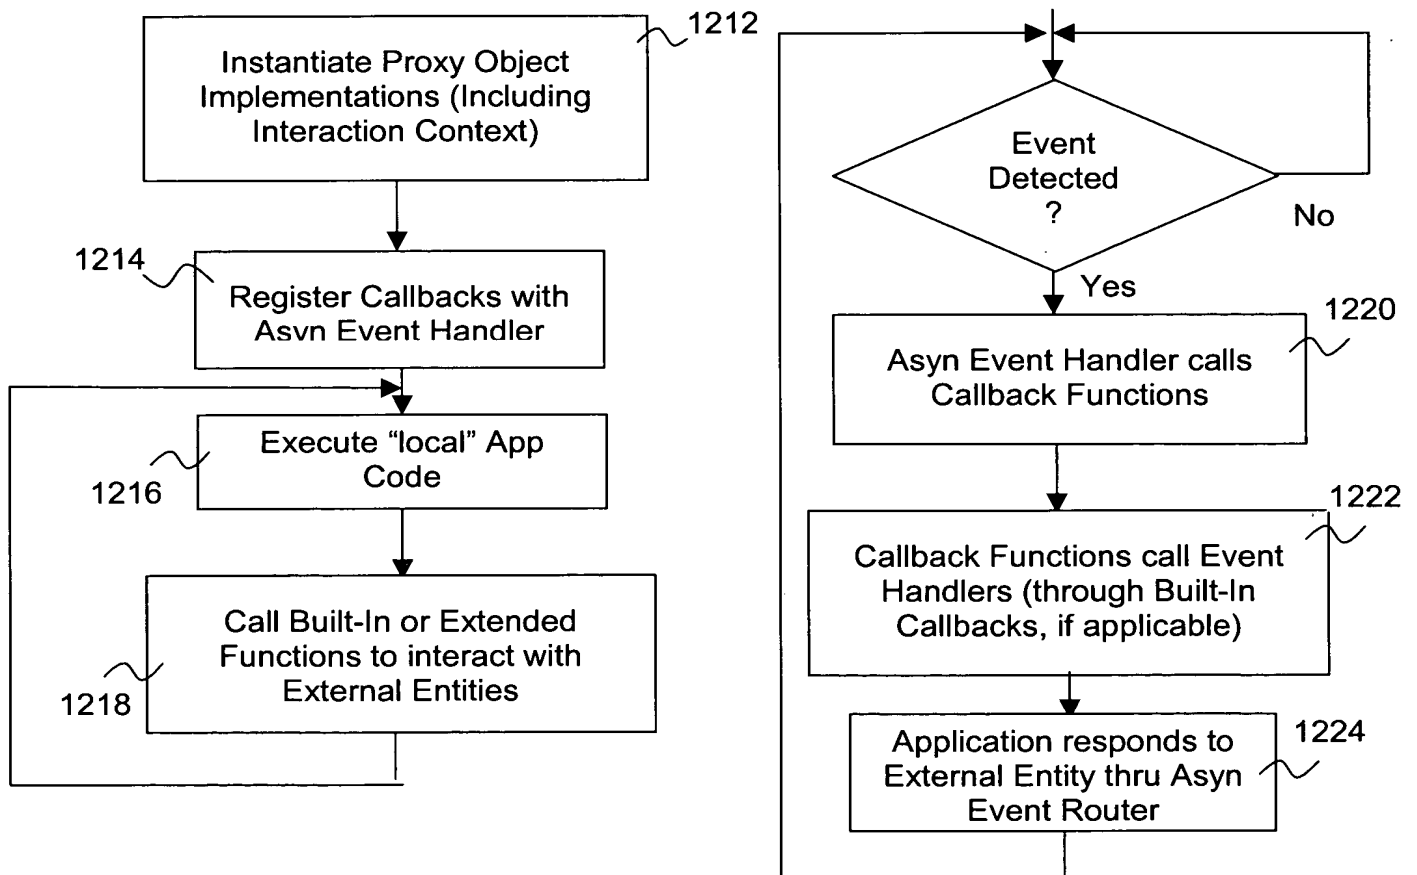 1212
Instantiate Proxy Object
Implementations (Including
Interaction Context)
1214
Register Callbacks with
Asyn Event Handler
Execute “local” App
Code
1216
Call Built-In or Extended
Functions to interact with
External Entities
1218
Event
Detected
?
No
Yes
1220
Asyn Event Handler calls
Callback Functions
1222
Callback Functions call Event
Handlers (through Built-In
Callbacks, if applicable)
1224
Application responds to
External Entity thru Asyn
Event Router